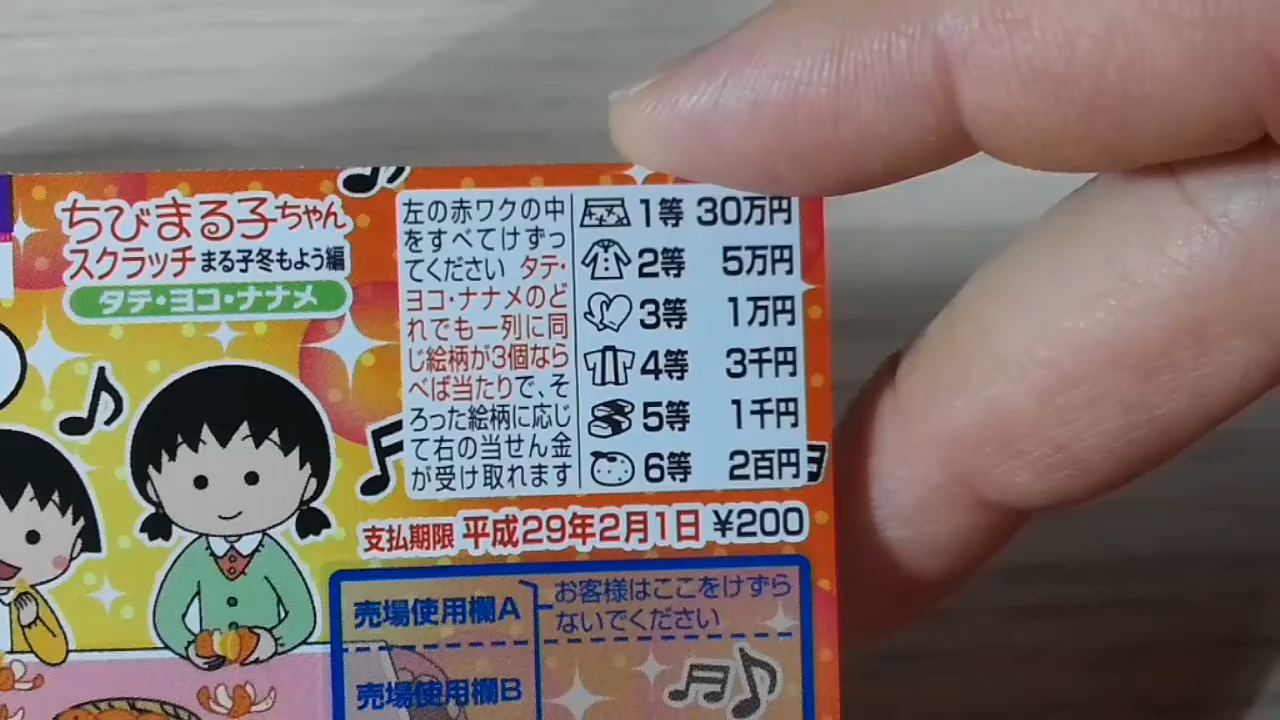 ちびまる子ちゃん
スクラッチ まる子冬もよう編
タテ・ヨコ・ナナメ
左の赤ワクの中
をすべてけずっ
てください タテ・
ヨコ・ナナメのど
れでも一列に同
じ絵柄が3個なら
べば当たりで、そ
ろった絵柄に応じ
て右の当せん金
が受け取れます
1等 30万円
2等 5万円
3等 1万円
4等 3千円
5等 1千円
6等 2百円
支払期限 平成29年2月1日 ¥200
売場使用欄A
お客様はここをけずら
ないでください
売場使用欄B